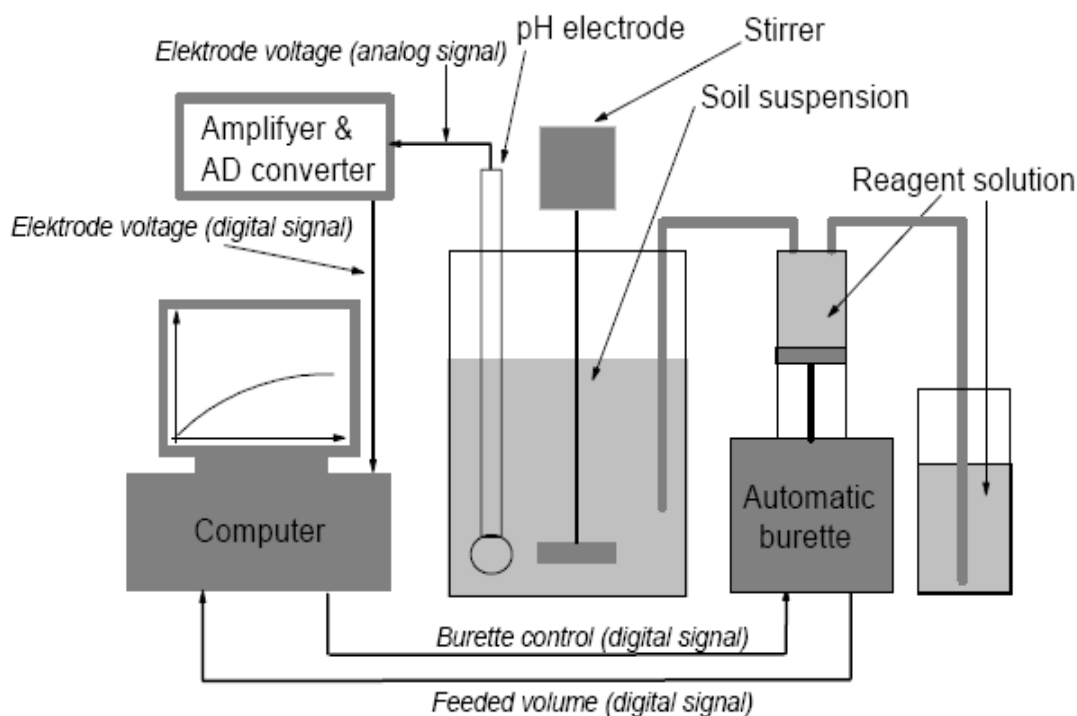 pH electrode
Stirrer
Elektrode voltage (analog signal)
Soil suspension
Amplifyer &
AD converter
Reagent solution
Elektrode voltage (digital signal)
Computer
Automatic
burette
Burette control (digital signal)
Feeded volume (digital signal)